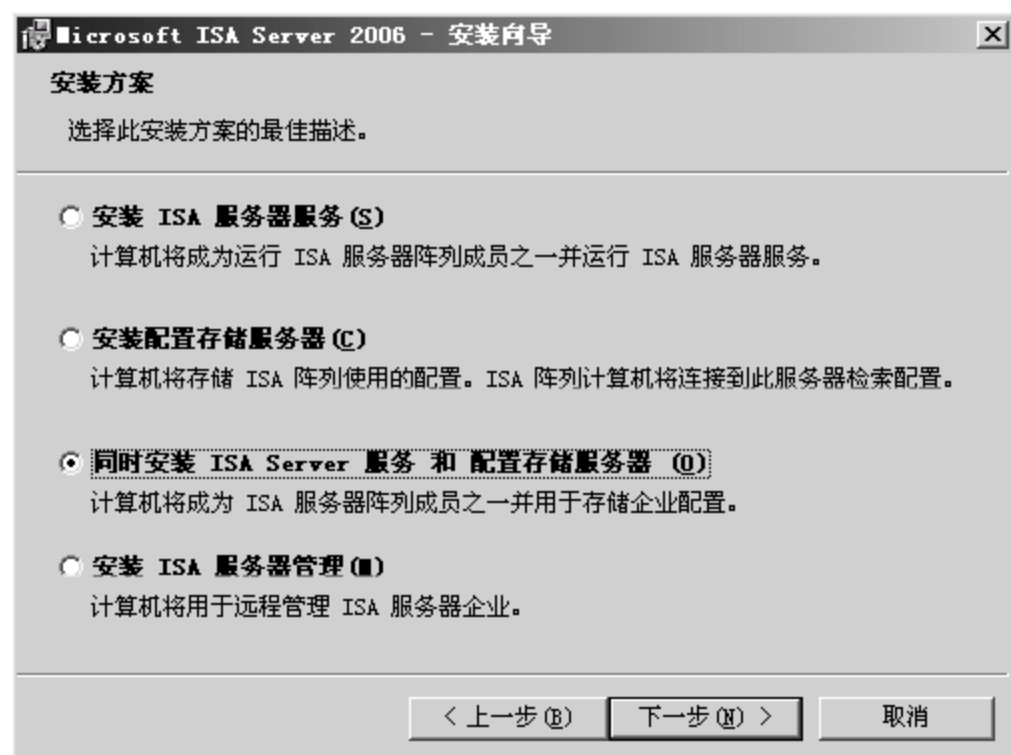 Microsoft ISA Server 2006 - 安装向导
安装方案
选择此安装方案的最佳描述。
安装 ISA 服务器服务(S)
计算机将成为运行 ISA 服务器阵列成员之一并运行 ISA 服务器服务。
安装配置存储服务器(C)
计算机将存储 ISA 阵列使用的配置。ISA 阵列计算机将连接到此服务器检索配置。
同时安装 ISA Server 服务 和 配置存储服务器 (O)
计算机将成为 ISA 服务器阵列成员之一并用于存储企业配置。
安装 ISA 服务器管理(M)
计算机将用于远程管理 ISA 服务器企业。
< 上一步(B) 下一步(N) > 取消